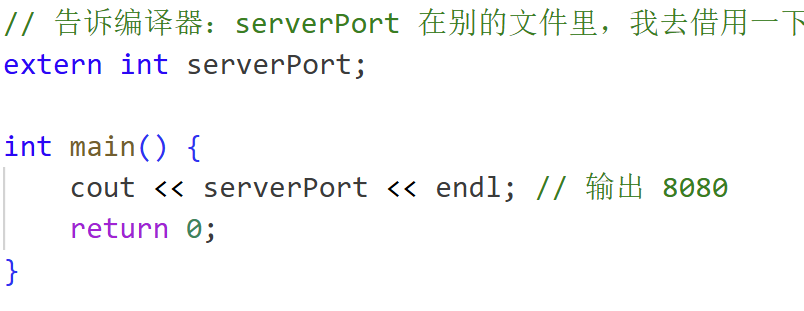 // 告诉编译器：serverPort 在别的文件里，我去借用一下
extern int serverPort;
int main() {
cout << serverPort << endl; // 输出 8080
return 0;
}